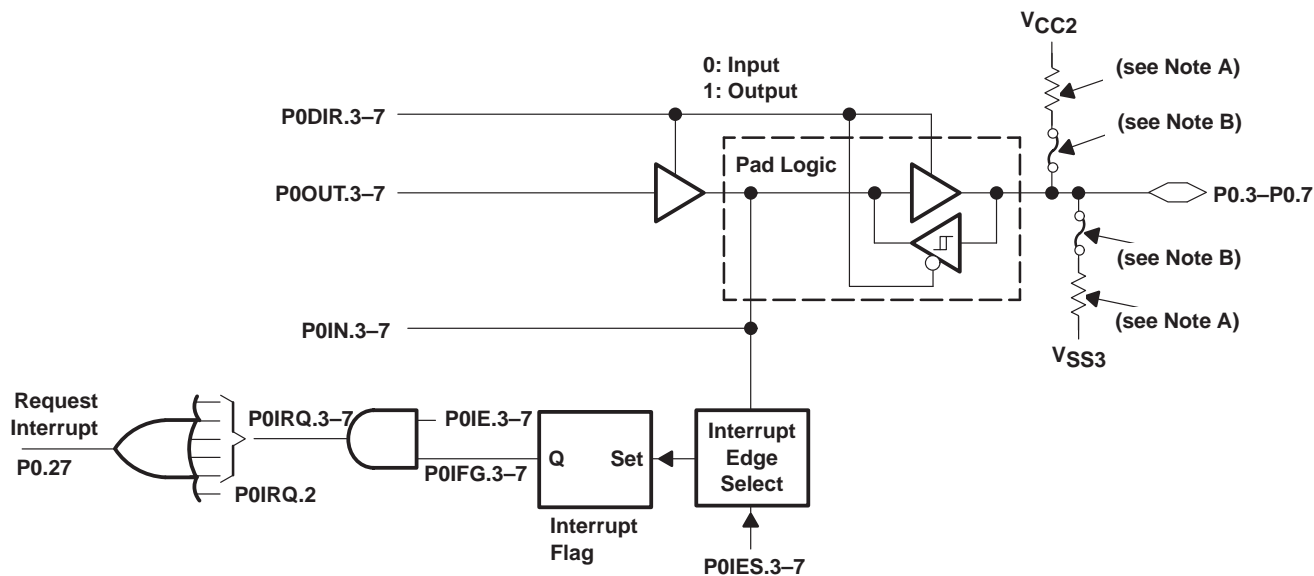 VCC2
(see Note A)
0: Input
1: Output
P0DIR.3–7
(see Note B)
Pad Logic
P0OUT.3–7
P0.3–P0.7
(see Note B)
P0IN.3–7
(see Note A)
VSS3
Request
Interrupt
P0.27
P0IRQ.3–7
P0IRQ.2
P0IE.3–7
P0IFG.3–7
Q
Set
Interrupt
Flag
Interrupt
Edge
Select
P0IES.3–7